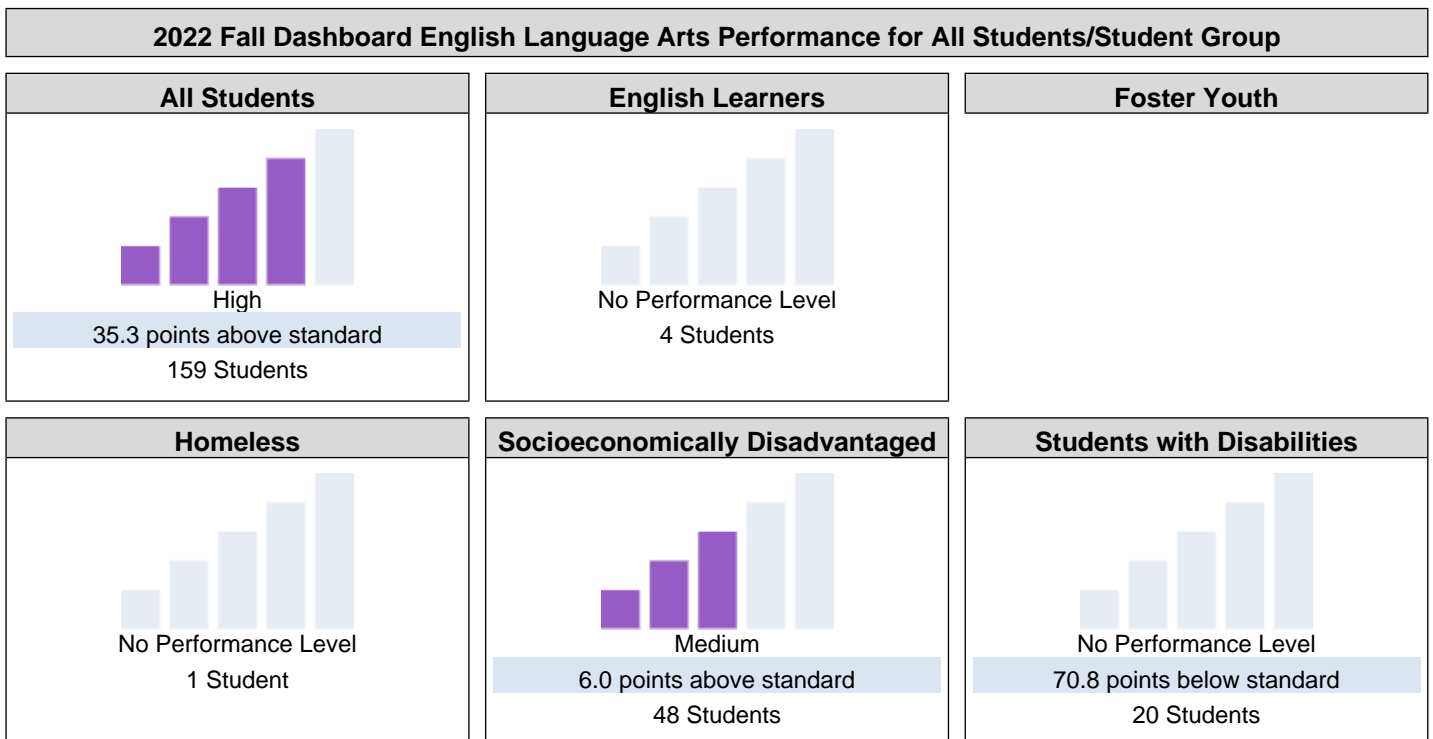 2022 Fall Dashboard English Language Arts Performance for All Students/Student Group
All Students
High
35.3 points above standard
159 Students
English Learners
No Performance Level
4 Students
Foster Youth
Homeless
No Performance Level
1 Student
Socioeconomically Disadvantaged
Medium
6.0 points above standard
48 Students
Students with Disabilities
No Performance Level
70.8 points below standard
20 Students